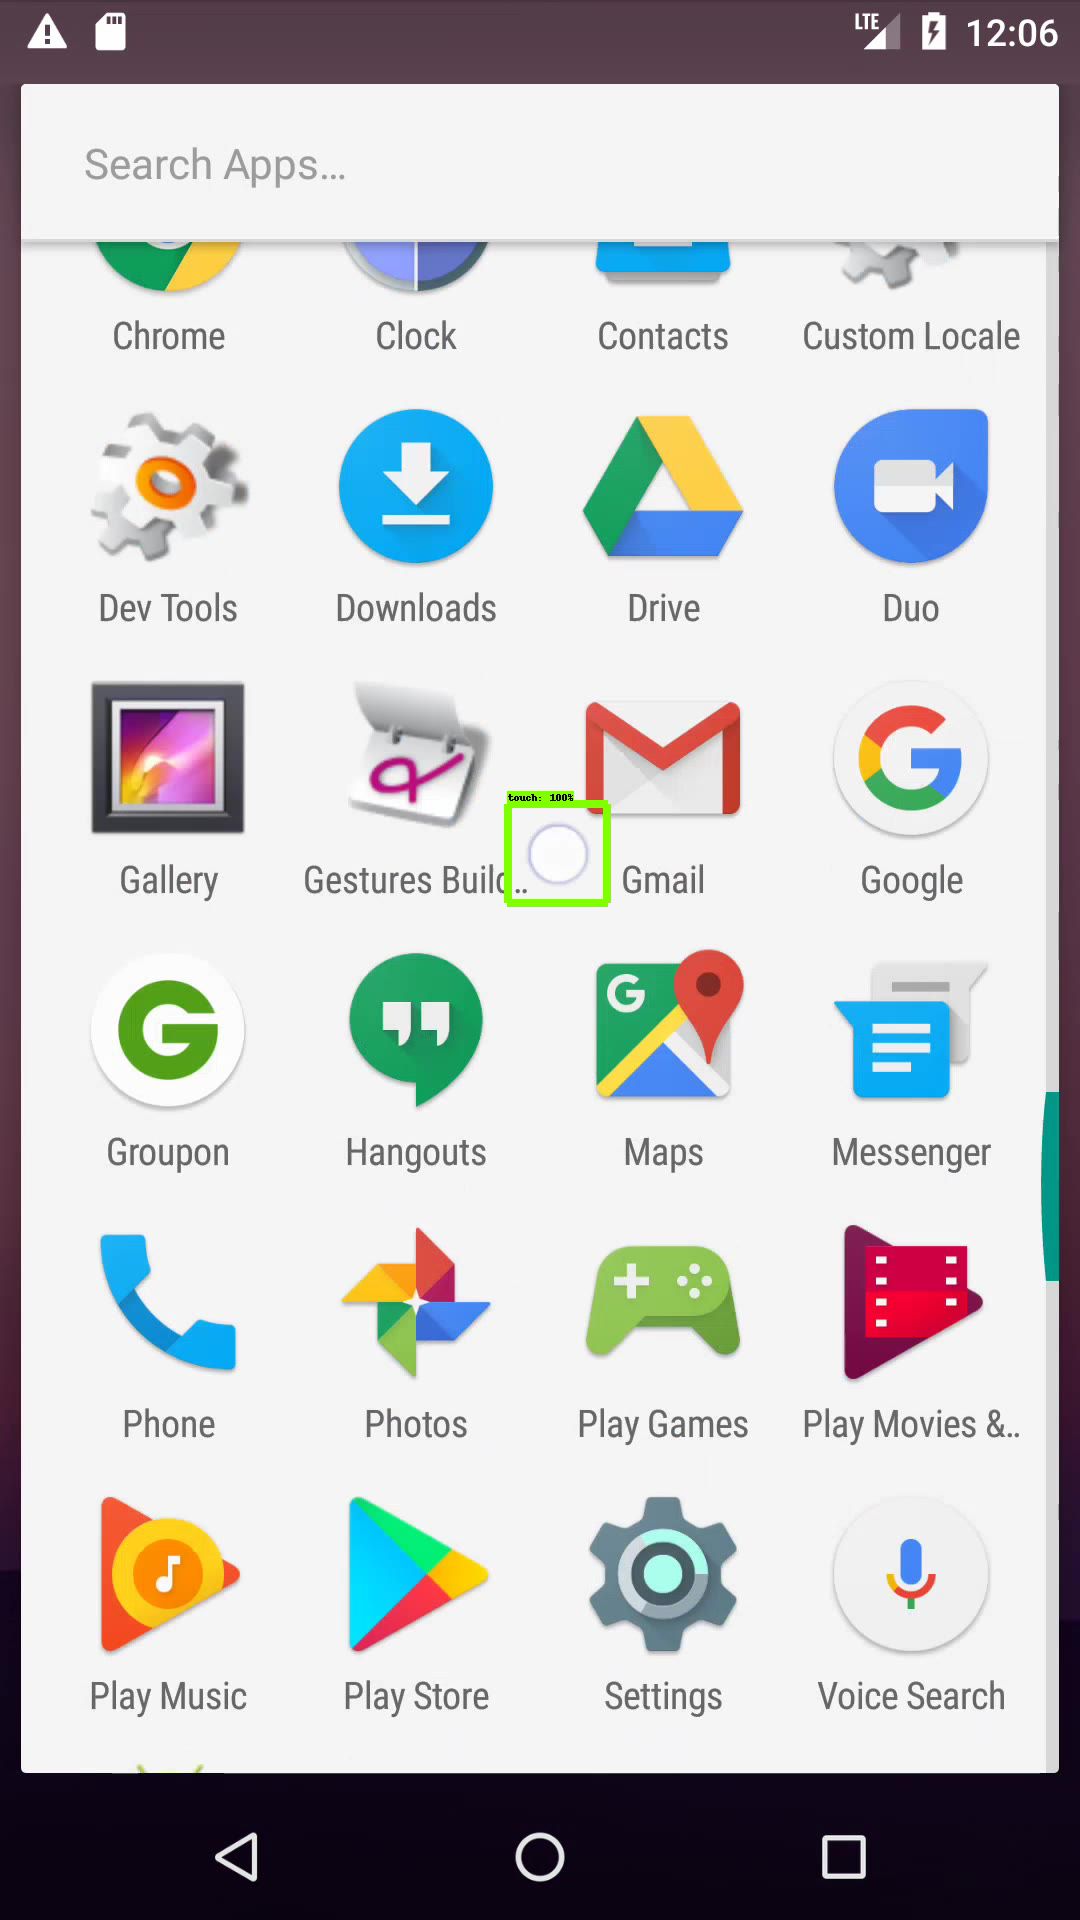 LTE 12:06
Search Apps...
Chrome Clock Contacts Custom Locale
Dev Tools Downloads Drive Duo
touch: 100%
Gallery Gestures Build.. Gmail Google
Groupon Hangouts Maps Messenger
Phone Photos Play Games Play Movies &..
Play Music Play Store Settings Voice Search